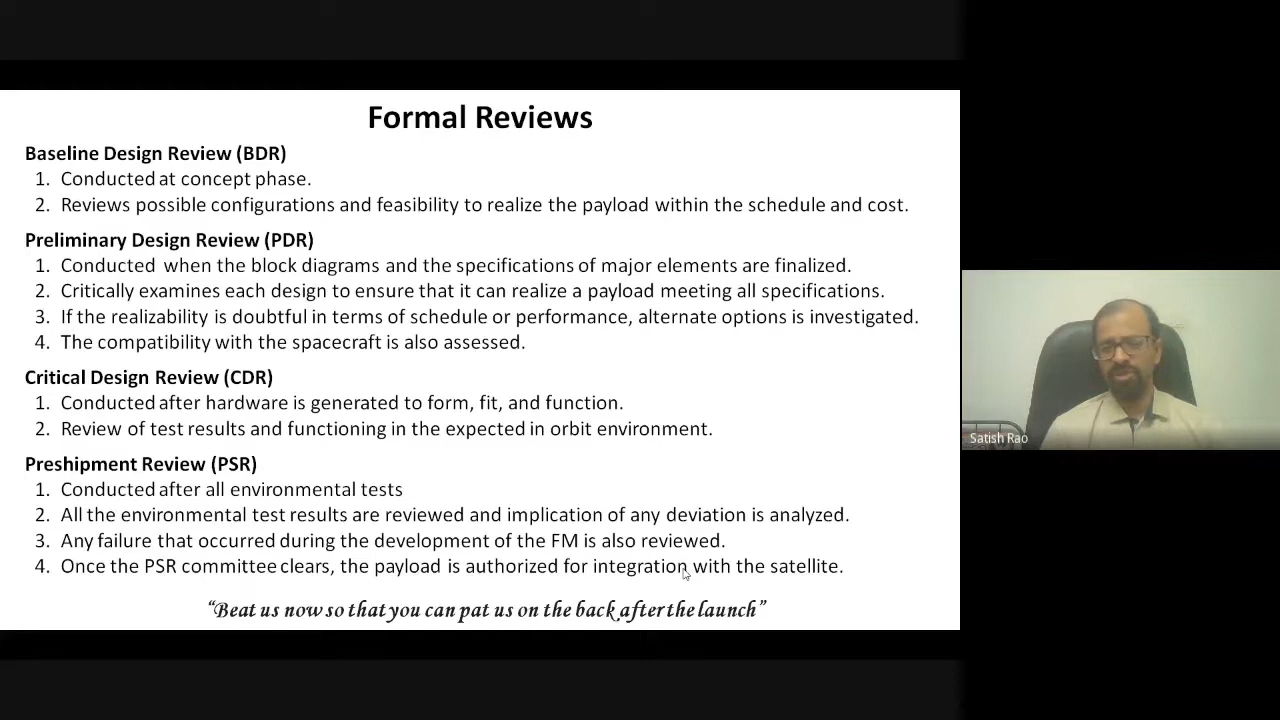 Formal Reviews
Baseline Design Review (BDR)
1. Conducted at concept phase.
2. Reviews possible configurations and feasibility to realize the payload within the schedule and cost.
Preliminary Design Review (PDR)
1. Conducted when the block diagrams and the specifications of major elements are finalized.
2. Critically examines each design to ensure that it can realize a payload meeting all specifications.
3. If the realizability is doubtful in terms of schedule or performance, alternate options is investigated.
4. The compatibility with the spacecraft is also assessed.
Critical Design Review (CDR)
1. Conducted after hardware is generated to form, fit, and function.
2. Review of test results and functioning in the expected in orbit environment.
Preshipment Review (PSR)
1. Conducted after all environmental tests
2. All the environmental test results are reviewed and implication of any deviation is analyzed.
3. Any failure that occurred during the development of the FM is also reviewed.
4. Once the PSR committee clears, the payload is authorized for integration with the satellite.
“Beat us now so that you can pat us on the back after the launch”
Satish Rao